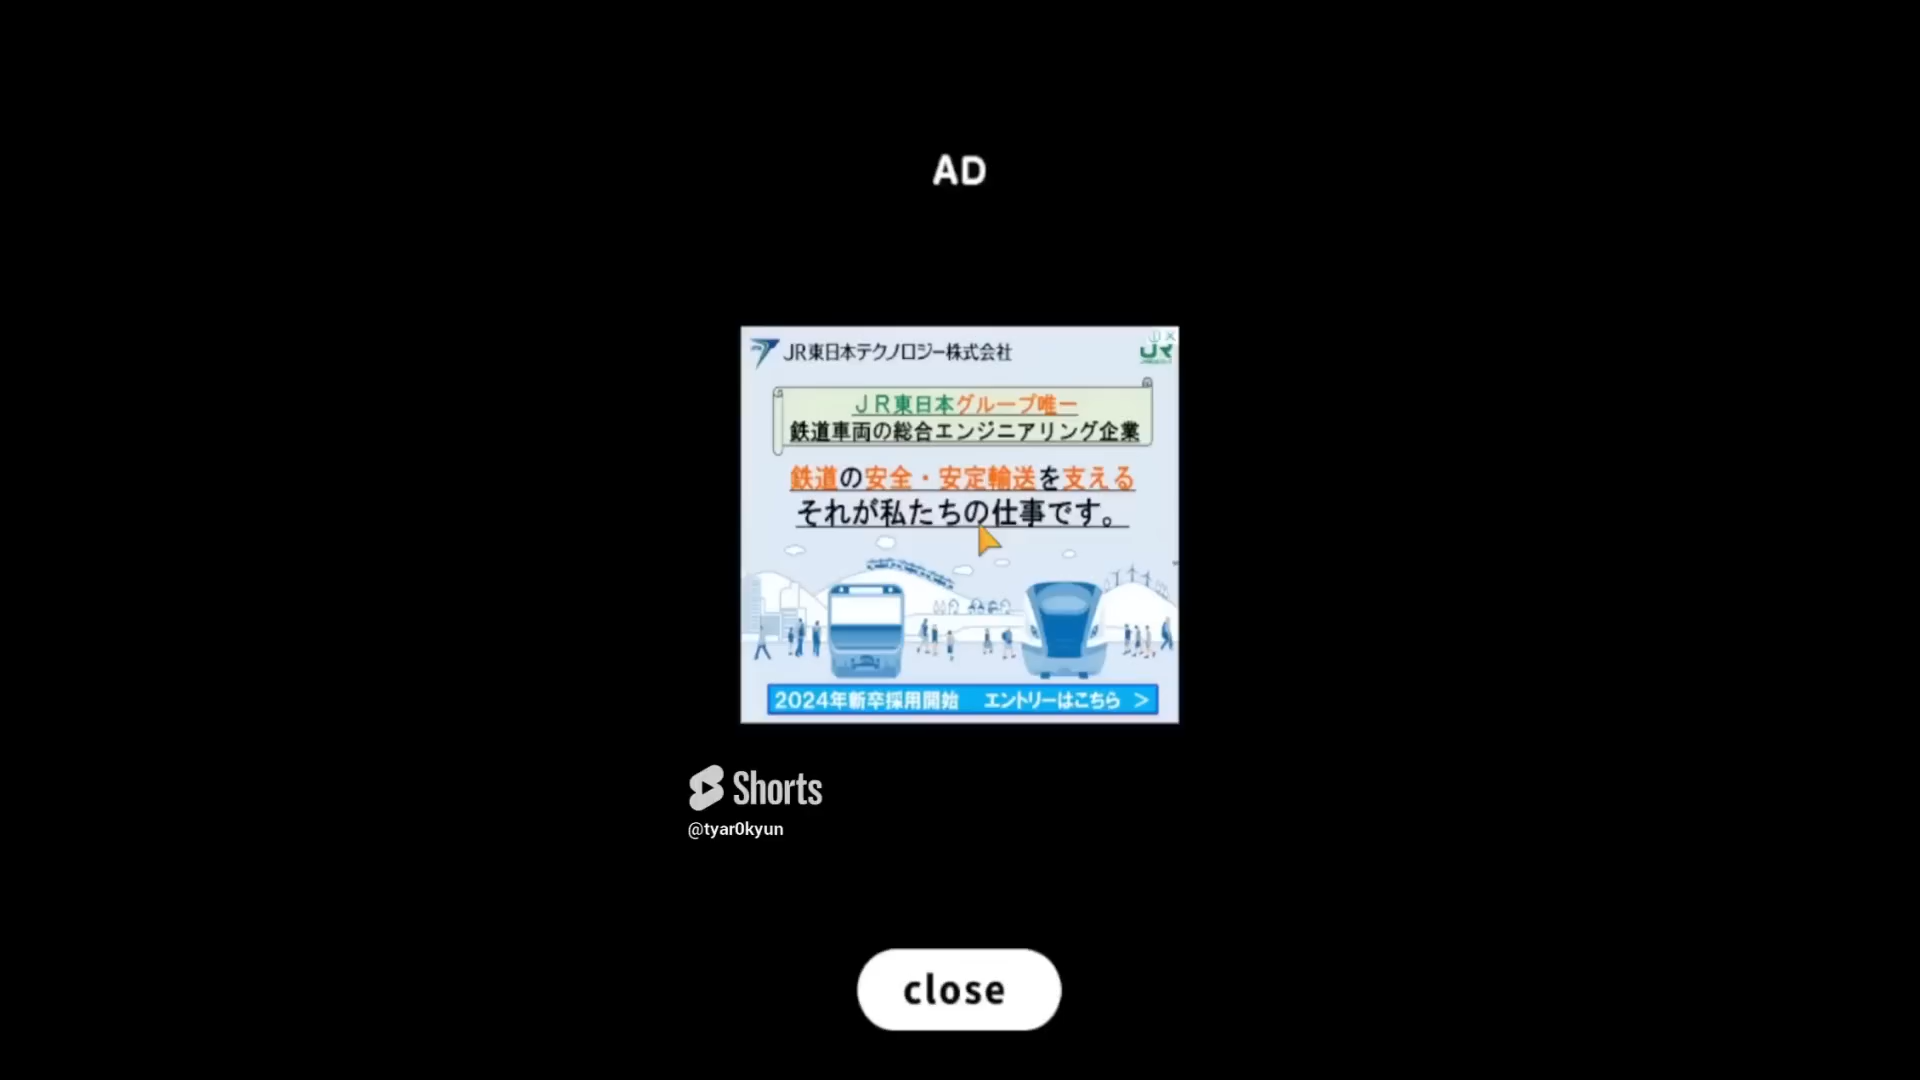 AD
JR東日本テクノロジー株式会社
JR
JR東日本グループ唯一
鉄道車両の総合エンジニアリング企業
鉄道の安全・安定輸送を支える
それが私たちの仕事です。
2024年新卒採用開始 エントリーはこちら >
Shorts
@tyar0kyun
close